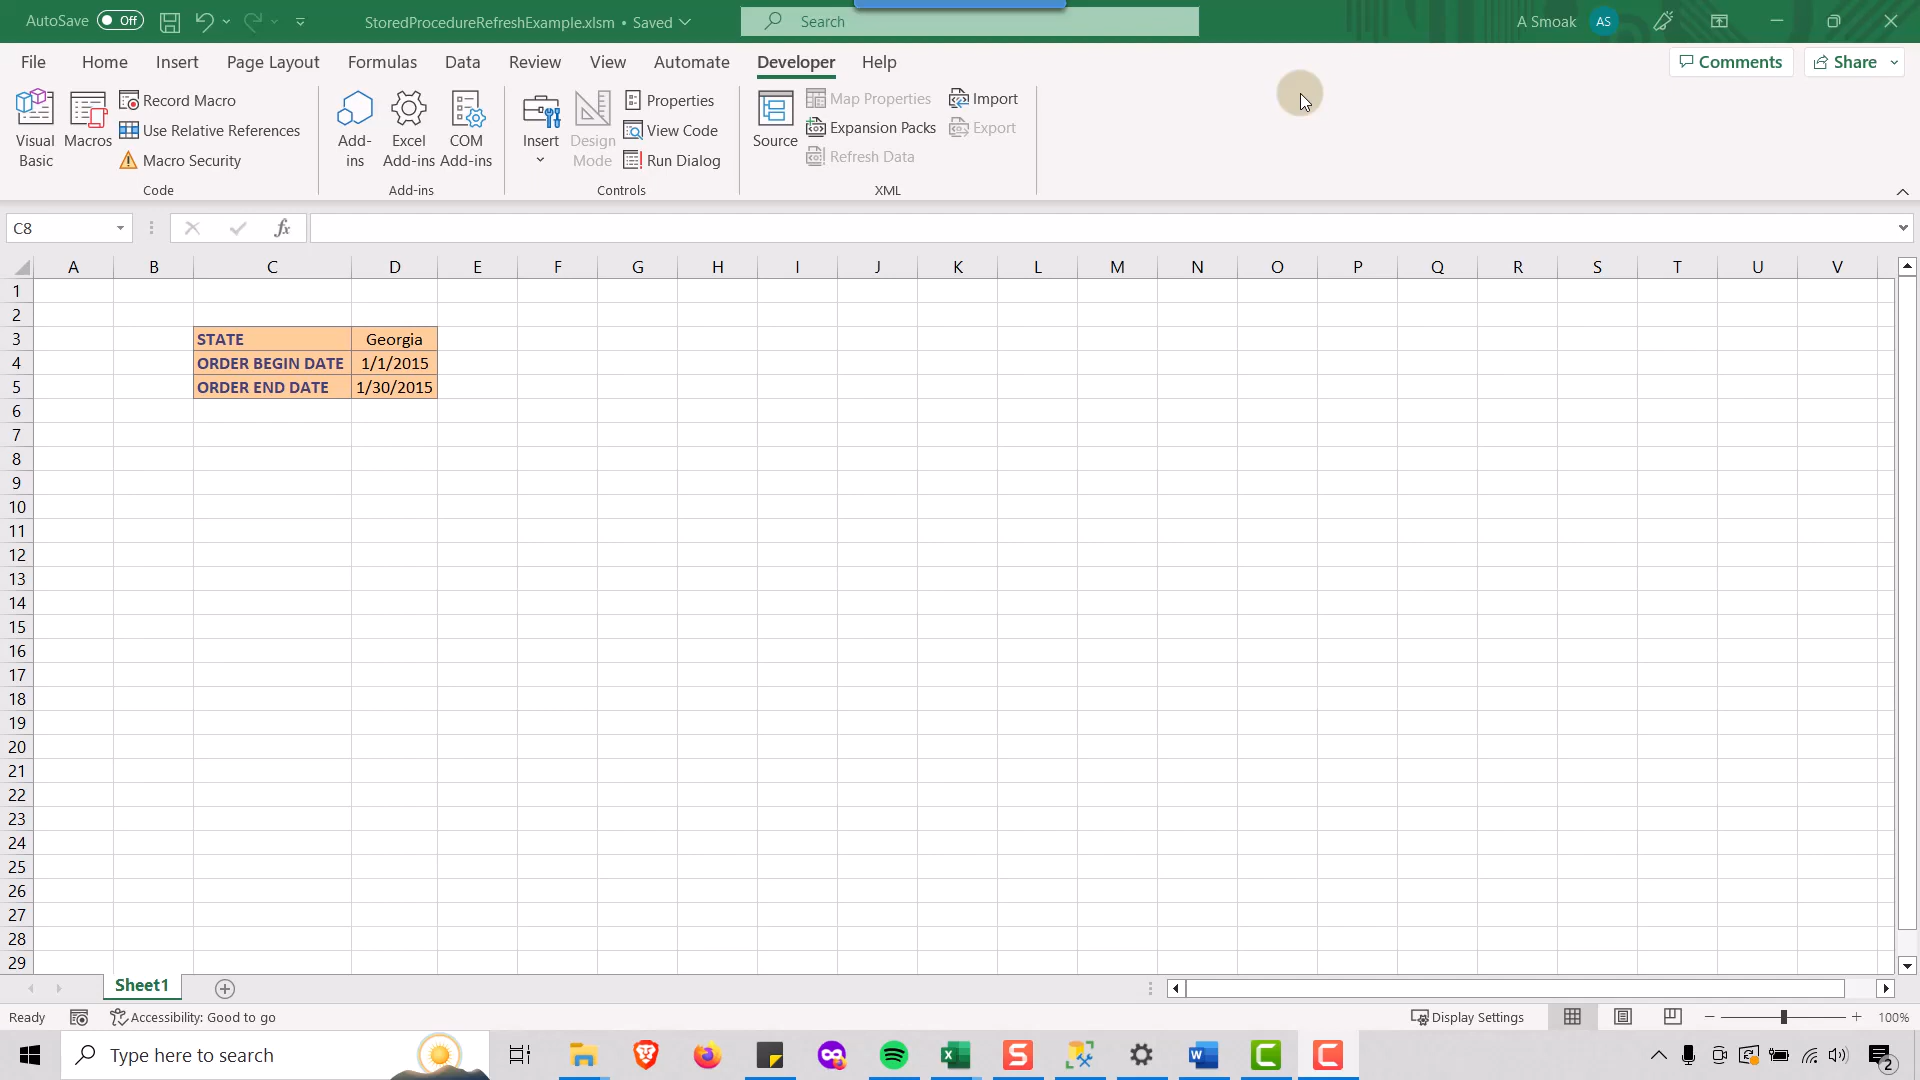 AutoSave Off StoredProcedureRefreshExample.xlsm • Saved Search A Smoak AS
File Home Insert Page Layout Formulas Data Review View Automate Developer Help Comments Share
Visual Basic
Macros
Record Macro
Use Relative References
Macro Security
Code
Add-ins
Excel Add-ins
COM Add-ins
Add-ins
Insert
Design Mode
Properties
View Code
Run Dialog
Controls
Source
Map Properties
Expansion Packs
Refresh Data
Import
Export
XML
C8 fx
A B C D E F G H I J K L M N O P Q R S T U V
1
2
3 STATE Georgia
4 ORDER BEGIN DATE 1/1/2015
5 ORDER END DATE 1/30/2015
6
7
8
9
10
11
12
13
14
15
16
17
18
19
20
21
22
23
24
25
26
27
28
29
Sheet1
Ready Accessibility: Good to go Display Settings 100%
Type here to search 2